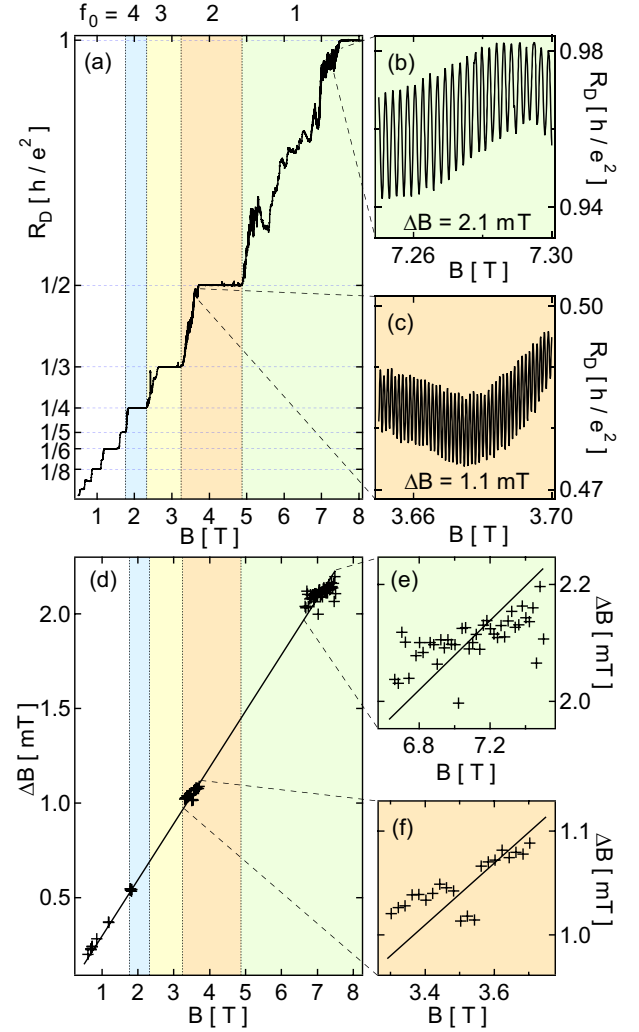 f0 = 4 3 2 1
(a)
1
1/2
1/3
1/4
1/5
1/6
1/8
R_D [ h / e² ]
1 2 3 4 5 6 7 8
B [ T ]
(b)
0.98
0.94
R_D [ h / e² ]
ΔB = 2.1 mT
7.26 7.30
B [ T ]
(c)
0.50
0.47
R_D [ h / e² ]
ΔB = 1.1 mT
3.66 3.70
B [ T ]
(d)
2.0
1.5
1.0
0.5
ΔB [ mT ]
0 1 2 3 4 5 6 7 8
B [ T ]
(e)
2.2
2.0
ΔB [ mT ]
6.8 7.2
B [ T ]
(f)
1.1
1.0
ΔB [ mT ]
3.4 3.6
B [ T ]